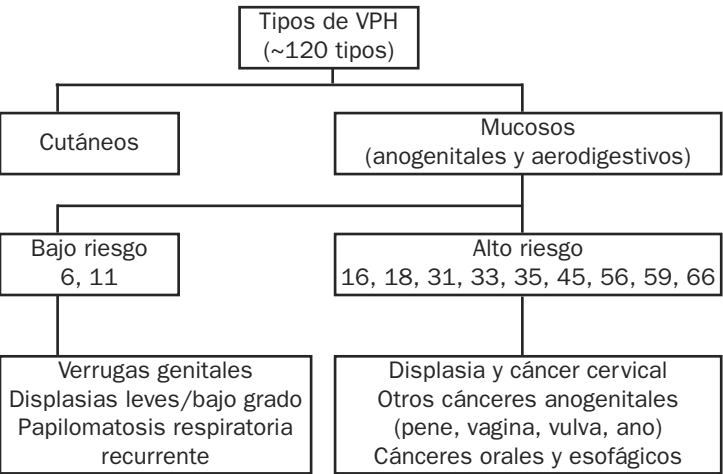 Tipos de VPH
(~120 tipos)
Cutáneos
Mucosos
(anogenitales y aerodigestivos)
Bajo riesgo
6, 11
Alto riesgo
16, 18, 31, 33, 35, 45, 56, 59, 66
Verrugas genitales
Displasias leves/bajo grado
Papilomatosis respiratoria
recurrente
Displasia y cáncer cervical
Otros cánceres anogenitales
(pene, vagina, vulva, ano)
Cánceres orales y esofágicos